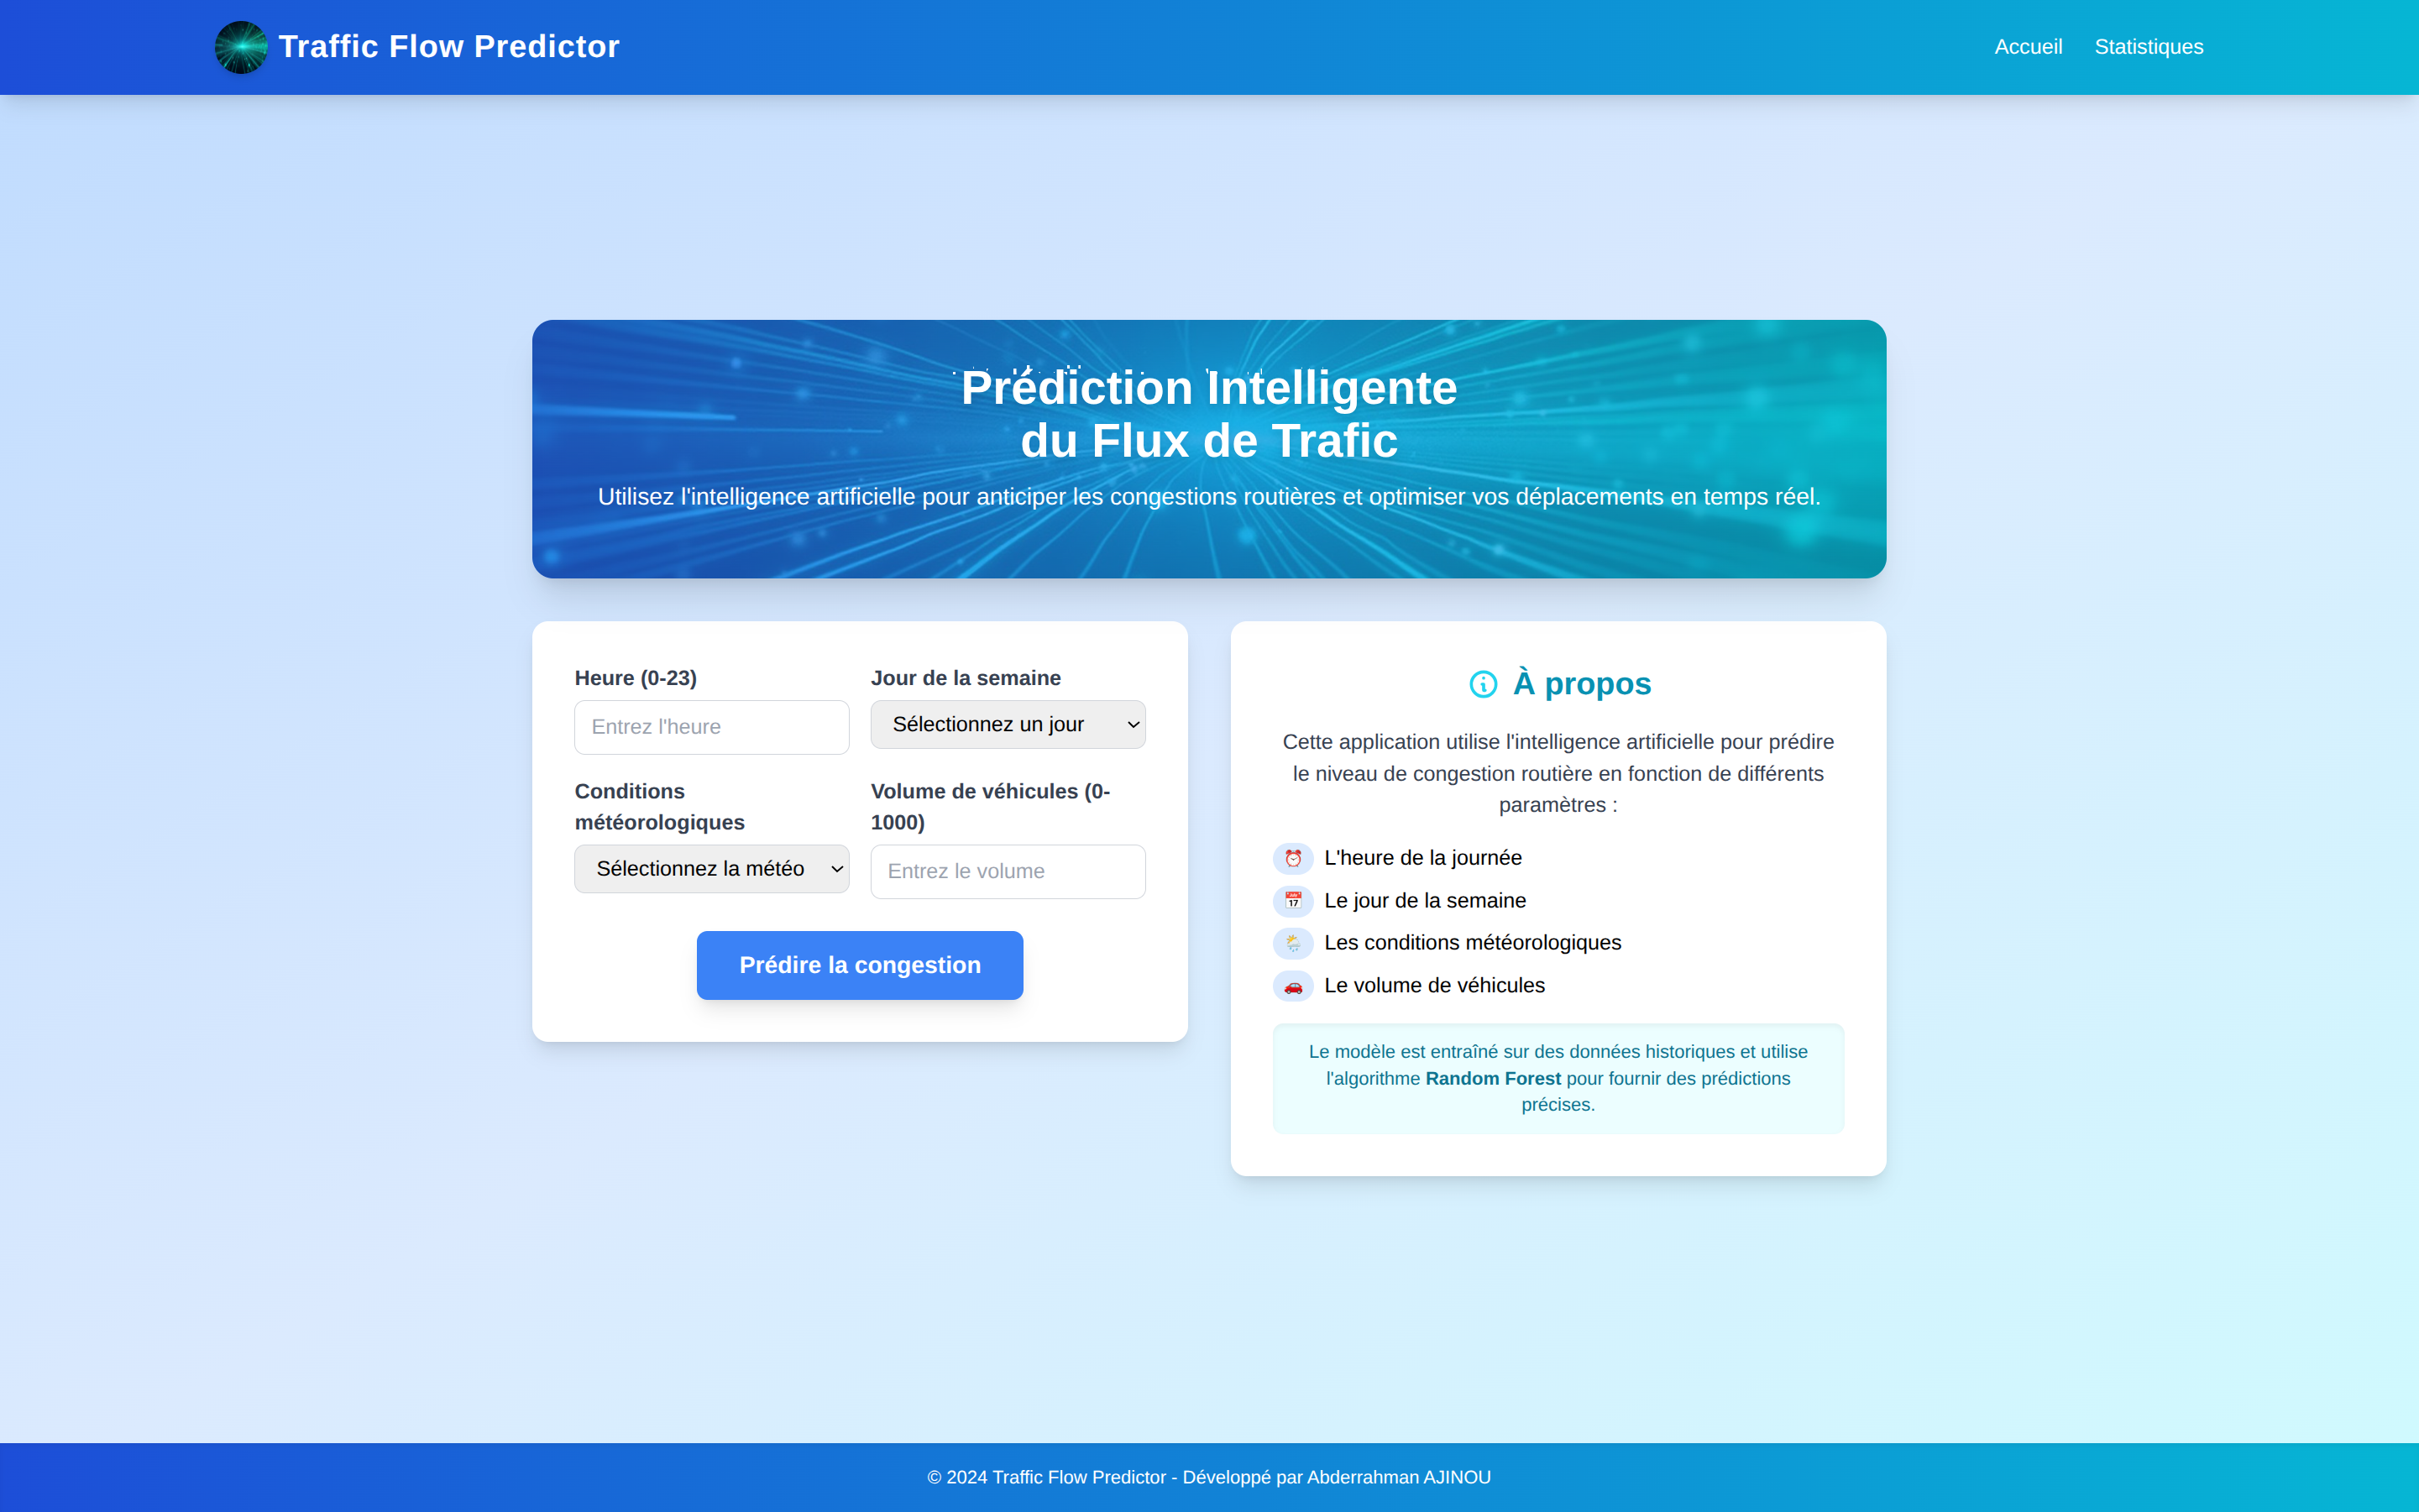 Traffic Flow Predictor
Accueil
Statistiques
Prédiction Intelligente
du Flux de Trafic
Utilisez l'intelligence artificielle pour anticiper les congestions routières et optimiser vos déplacements en temps réel.
Heure (0-23)
Entrez l'heure
Jour de la semaine
Sélectionnez un jour
Conditions
météorologiques
Sélectionnez la météo
Volume de véhicules (0-
1000)
Entrez le volume
Prédire la congestion
À propos
Cette application utilise l'intelligence artificielle pour prédire
le niveau de congestion routière en fonction de différents
paramètres :
L'heure de la journée
Le jour de la semaine
Les conditions météorologiques
Le volume de véhicules
Le modèle est entraîné sur des données historiques et utilise
l'algorithme Random Forest pour fournir des prédictions
précises.
© 2024 Traffic Flow Predictor - Développé par Abderrahman AJINOU